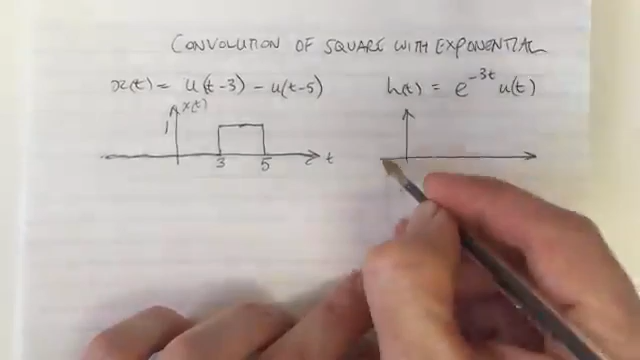 CONVOLUTION OF SQUARE WITH EXPONENTIAL
x(t) = u(t-3) - u(t-5)
h(t) = e^{-3t} u(t)
x(t)
1
3 5 t